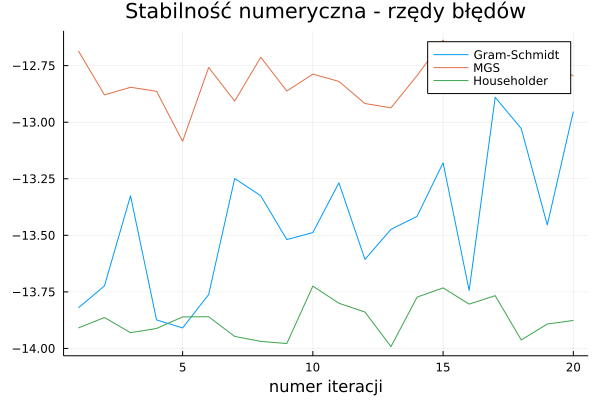 Stabilność numeryczna - rzędy błędów
Gram-Schmidt
MGS
Householder
−12.75
−13.00
−13.25
−13.50
−13.75
−14.00
5
10
15
20
numer iteracji